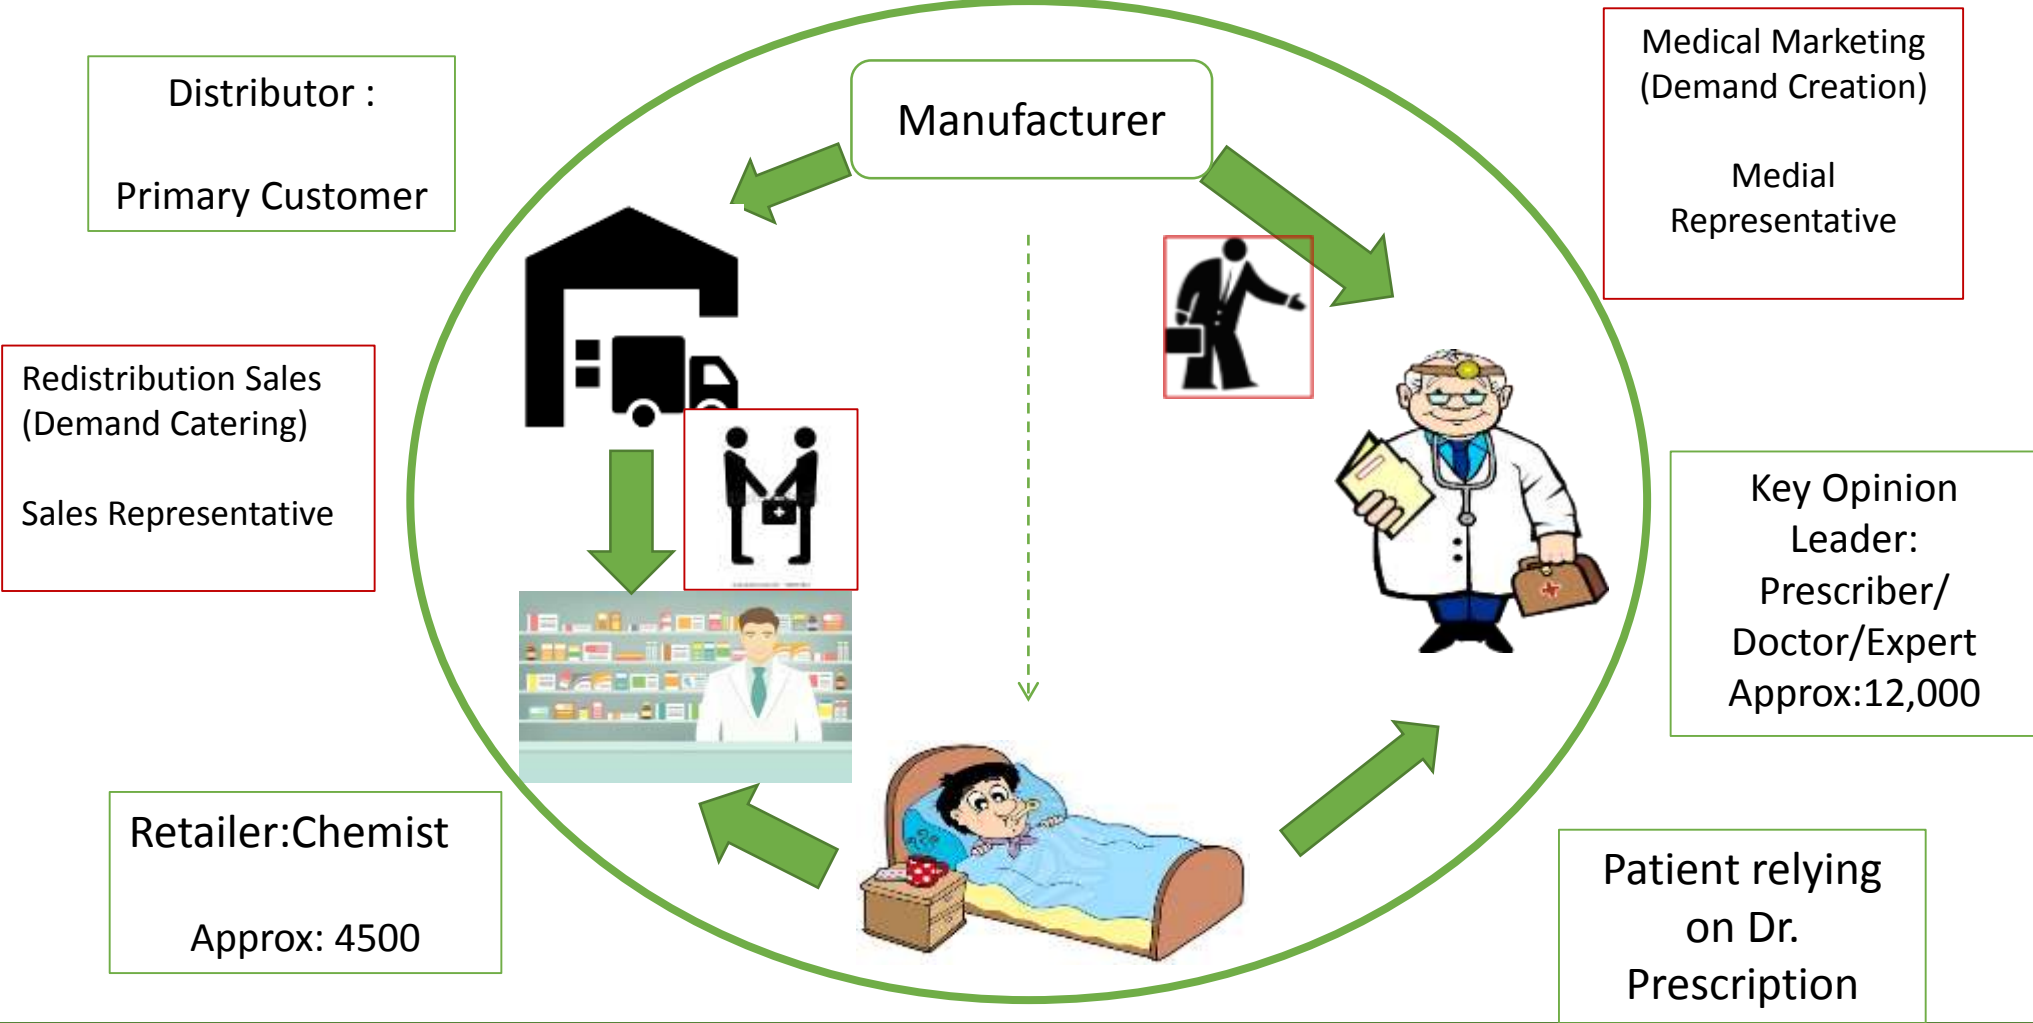 Distributor :
Primary Customer
Manufacturer
Medical Marketing
(Demand Creation)
Medial
Representative
Redistribution Sales
(Demand Catering)
Sales Representative
Key Opinion
Leader:
Prescriber/
Doctor/Expert
Approx:12,000
Retailer:Chemist
Approx: 4500
Patient relying
on Dr.
Prescription